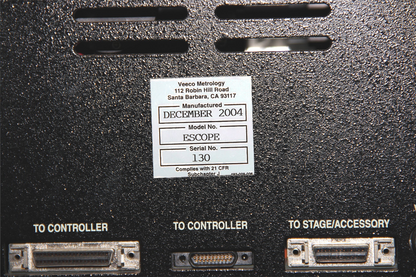 Veeco Metrology
112 Robin Hill Road
Santa Barbara, CA 93117
Manufactured
DECEMBER 2004
Model No.
ESCOPE
Serial No.
130
Complies with 21 CFR
Subchapter J
TO CONTROLLER
TO CONTROLLER
TO STAGE/ACCESSORY